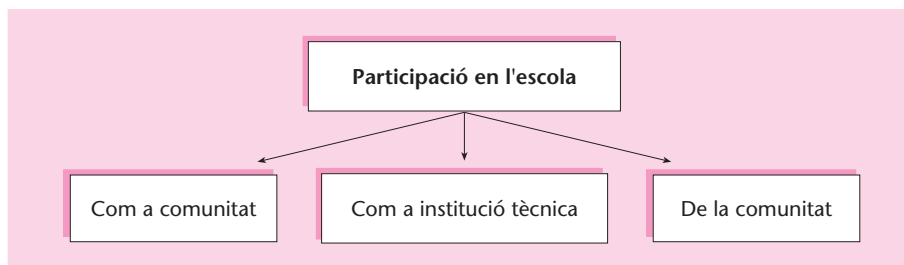 Participació en l'escola
Com a comunitat
Com a institució tècnica
De la comunitat